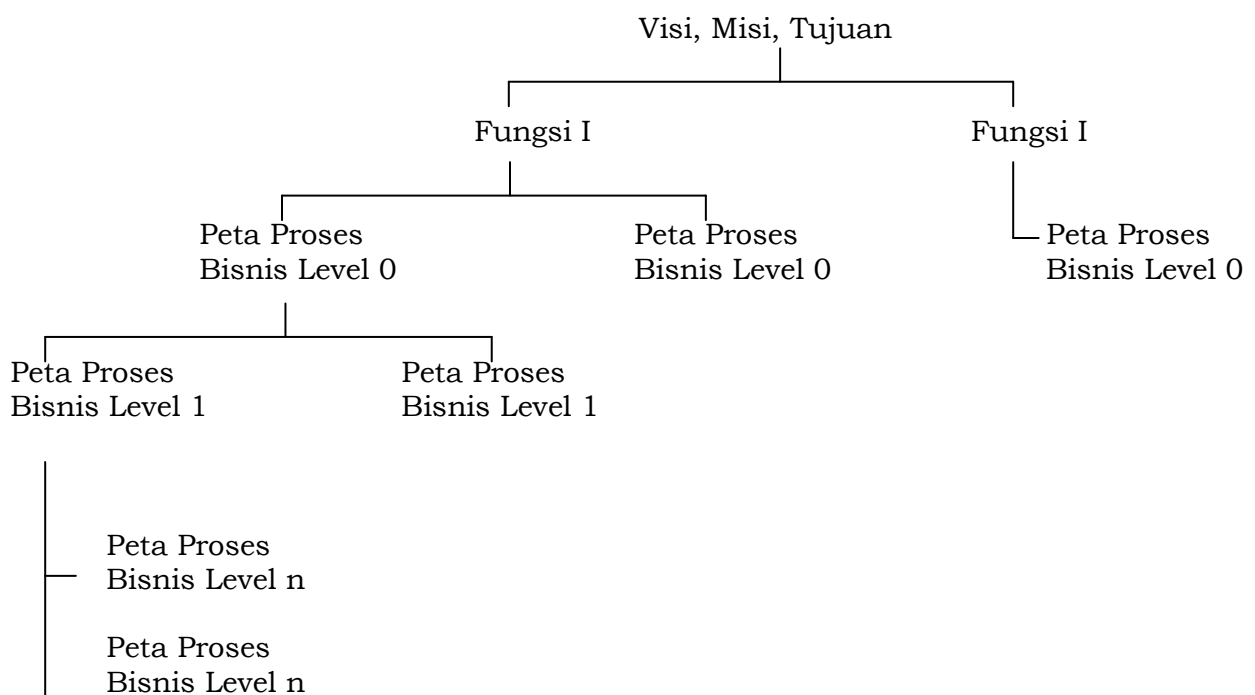 Visi, Misi, Tujuan
Fungsi I
Fungsi I
Peta Proses
Bisnis Level 0
Peta Proses
Bisnis Level 0
Peta Proses
Bisnis Level 0
Peta Proses
Bisnis Level 1
Peta Proses
Bisnis Level 1
Peta Proses
Bisnis Level n
Peta Proses
Bisnis Level n